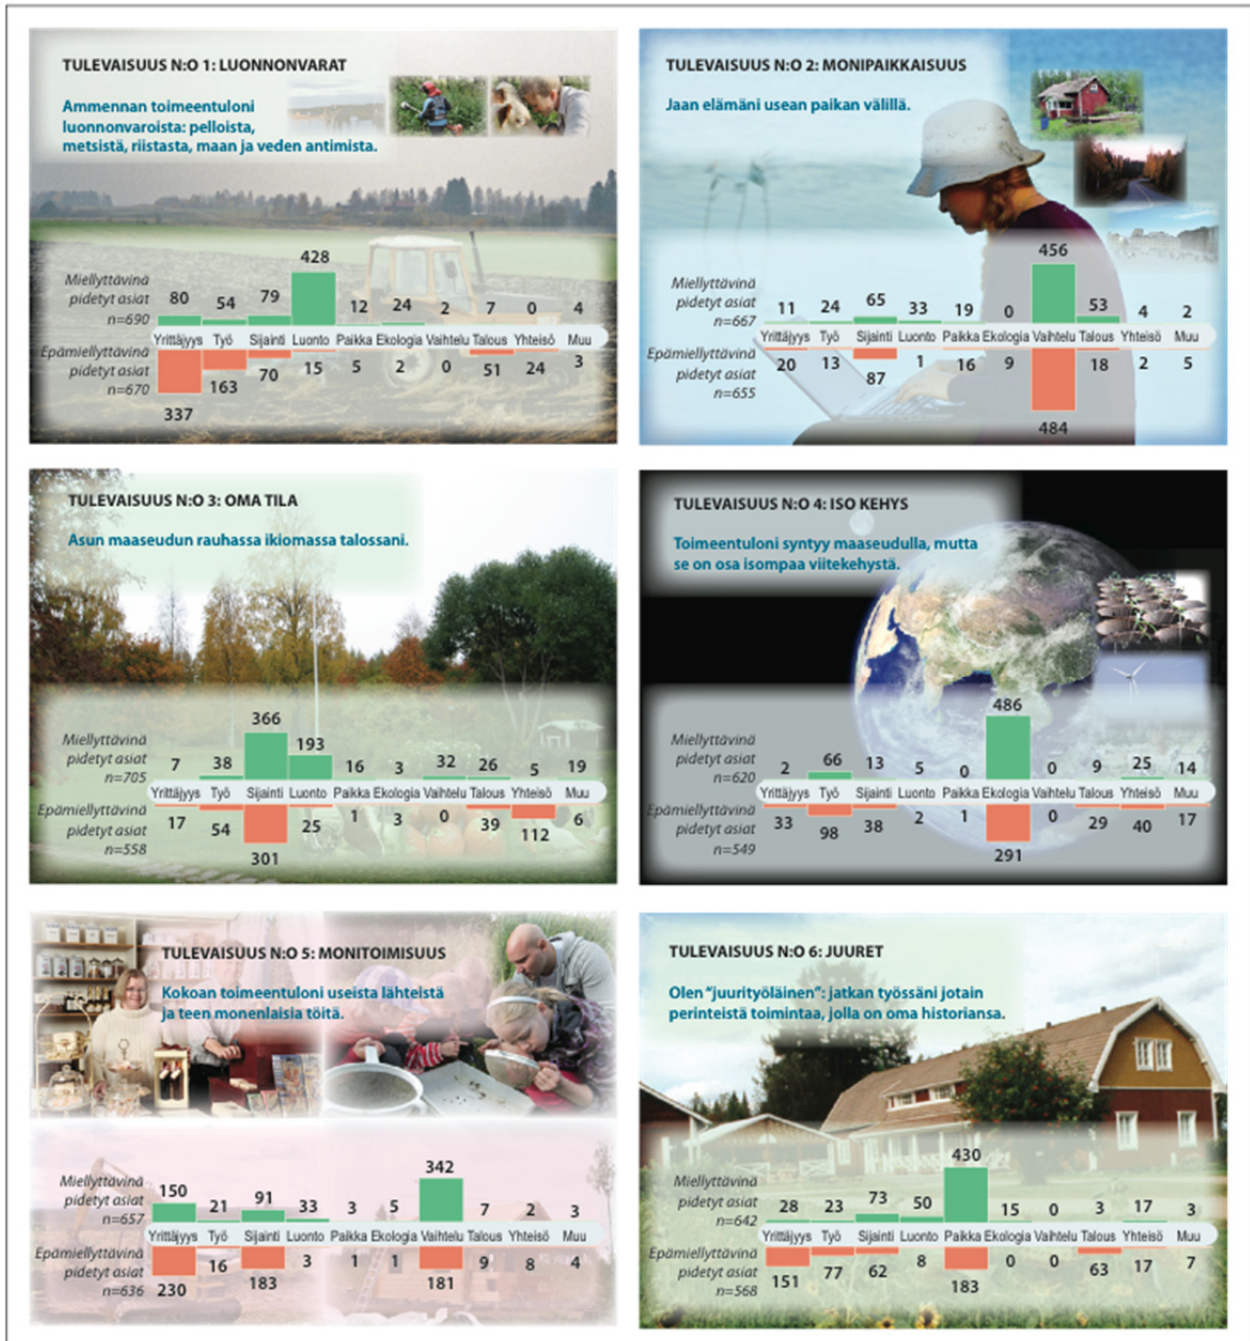 TULEVAISUUS N:O 1: LUONNONVARAT
Ammennan toimeentuloni
luonnonvaroista: pelloista,
metsistä, riistasta, maan ja veden antimista.
428
Miellyttävinä
pidetyt asiat
n=690
80 54 79 12 24 2 7 0 4
Yrittäjyys Työ Sijainti Luonto Paikka Ekologia Vaihtelu Talous Yhteisö Muu
Epämiellyttävinä
pidetyt asiat
n=670
337 163 70 15 5 2 0 51 24 3
TULEVAISUUS N:O 2: MONIPAIKKAISUUS
Jaan elämäni usean paikan välillä.
456
Miellyttävinä
pidetyt asiat
n=667
11 24 65 33 19 0 53 4 2
Yrittäjyys Työ Sijainti Luonto Paikka Ekologia Vaihtelu Talous Yhteisö Muu
Epämiellyttävinä
pidetyt asiat
n=655
20 13 87 1 16 9 18 2 5
484
TULEVAISUUS N:O 3: OMA TILA
Asun maaseudun rauhassa ikiomassa talossani.
366
193
Miellyttävinä
pidetyt asiat
n=705
7 38 16 3 32 26 5 19
Yrittäjyys Työ Sijainti Luonto Paikka Ekologia Vaihtelu Talous Yhteisö Muu
Epämiellyttävinä
pidetyt asiat
n=558
17 54 25 1 3 0 39 112 6
301
TULEVAISUUS N:O 4: ISO KEHYS
Toimeentuloni syntyy maaseudulla, mutta
se on osa isompaa viitekehystä.
486
Miellyttävinä
pidetyt asiat
n=620
2 66 13 5 0 0 9 25 14
Yrittäjyys Työ Sijainti Luonto Paikka Ekologia Vaihtelu Talous Yhteisö Muu
Epämiellyttävinä
pidetyt asiat
n=549
33 98 38 2 1 0 29 40 17
291
TULEVAISUUS N:O 5: MONITOIMISUUS
Kokoan toimeentuloni useista lähteistä
ja teen monenlaisia töitä.
342
Miellyttävinä
pidetyt asiat
n=657
150 21 91 33 3 5 7 2 3
Yrittäjyys Työ Sijainti Luonto Paikka Ekologia Vaihtelu Talous Yhteisö Muu
Epämiellyttävinä
pidetyt asiat
n=636
230 16 183 3 1 1 181 9 8 4
TULEVAISUUS N:O 6: JUURET
Olen "juurityöläinen": jatkan työssäni jotain
perinteistä toimintaa, jolla on oma historiansa.
430
Miellyttävinä
pidetyt asiat
n=642
28 23 73 50 15 0 3 17 3
Yrittäjyys Työ Sijainti Luonto Paikka Ekologia Vaihtelu Talous Yhteisö Muu
Epämiellyttävinä
pidetyt asiat
n=568
151 77 62 8 183 0 0 63 17 7